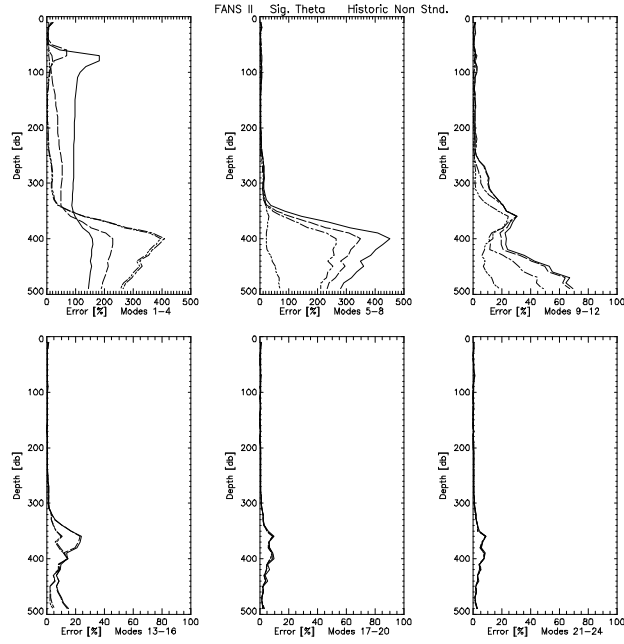 FANS II Sig. Theta Historic Non Stnd.
0
100
200
300
400
500
Depth [db]
0 100 200 300 400 500
Error [%] Modes 1-4
0
100
200
300
400
500
Depth [db]
0 100 200 300 400 500
Error [%] Modes 5-8
0
100
200
300
400
500
Depth [db]
0 20 40 60 80 100
Error [%] Modes 9-12
0
100
200
300
400
500
Depth [db]
0 20 40 60 80 100
Error [%] Modes 13-16
0
100
200
300
400
500
Depth [db]
0 20 40 60 80 100
Error [%] Modes 17-20
0
100
200
300
400
500
Depth [db]
0 20 40 60 80 100
Error [%] Modes 21-24